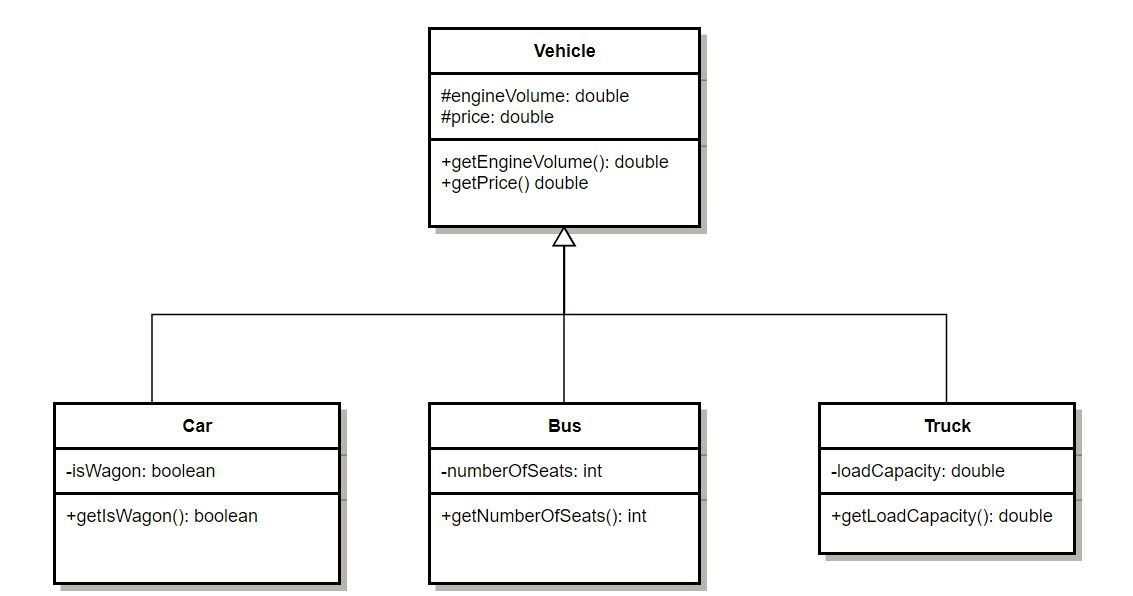 Vehicle
#engineVolume: double
#price: double
+getEngineVolume(): double
+getPrice() double
Car
-isWagon: boolean
+getIsWagon(): boolean
Bus
-numberOfSeats: int
+getNumberOfSeats(): int
Truck
-loadCapacity: double
+getLoadCapacity(): double